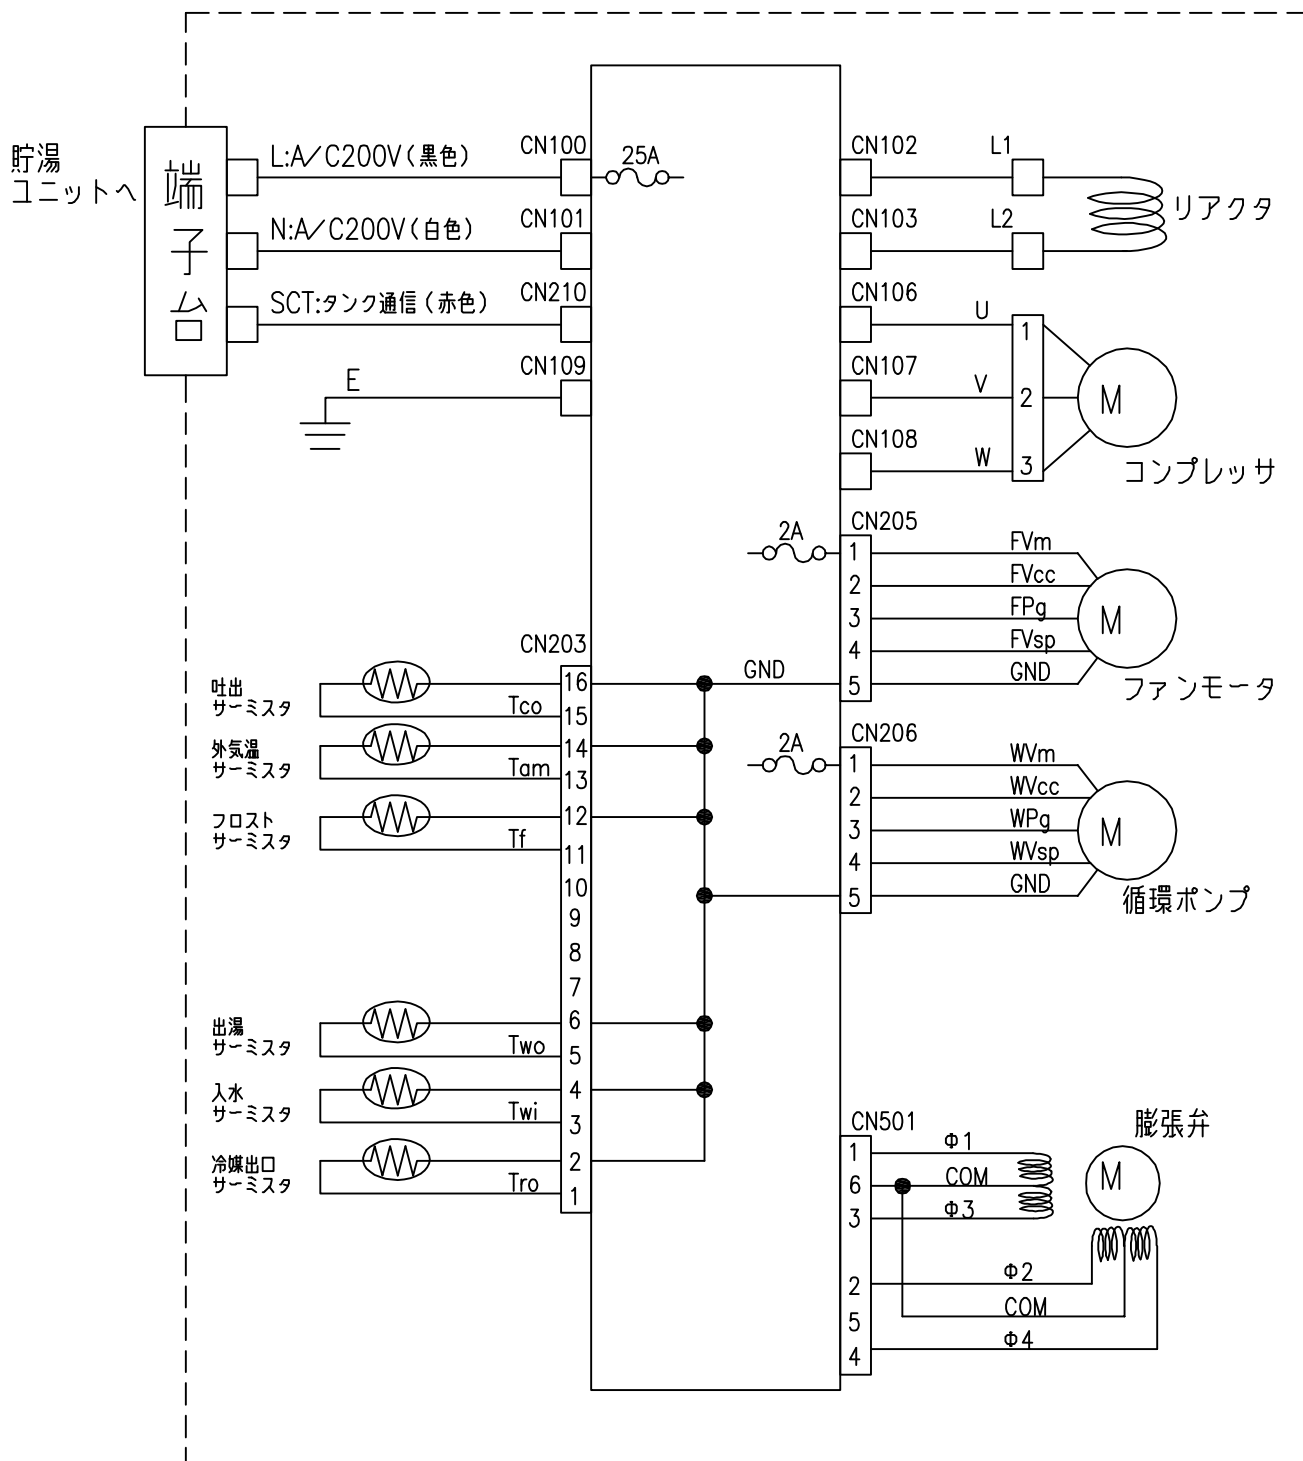 貯湯
ユニットへ
端子台
L:A/C200V(黒色)
N:A/C200V(白色)
SCT:タンク通信(赤色)
E
CN100
25A
CN101
CN210
CN109
CN102
L1
CN103
L2
リアクタ
CN106
U
1
CN107
V
2
M
CN108
W
3
コンプレッサ
CN205
2A
1
FVm
2
FVcc
3
FPg
M
4
FVsp
GND
5
GND
ファンモータ
CN203
吐出
サーミスタ
16
Tco
15
外気温
サーミスタ
14
Tam
13
フロスト
サーミスタ
12
Tf
11
10
9
8
7
出湯
サーミスタ
6
Two
5
入水
サーミスタ
4
Twi
3
冷媒出口
サーミスタ
2
Tro
1
CN206
2A
1
WVm
2
WVcc
3
WPg
M
4
WVsp
5
GND
循環ポンプ
CN501
膨張弁
1
Φ1
6
COM
M
3
Φ3
2
Φ2
5
COM
4
Φ4